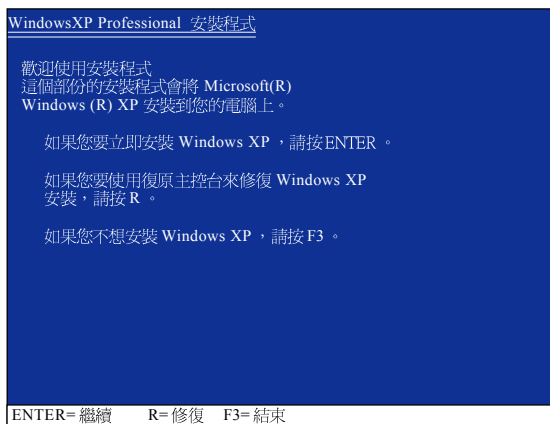 WindowsXP Professional 安裝程式
歡迎使用安裝程式
這個部份的安裝程式會將 Microsoft(R)
Windows (R) XP 安裝到您的電腦上。
如果您要立即安裝 Windows XP ，請按ENTER 。
如果您要使用復原主控台來修復 Windows XP
安裝，請按 R 。
如果您不想安裝 Windows XP ，請按 F3 。
ENTER= 繼續 R= 修復 F3= 結束